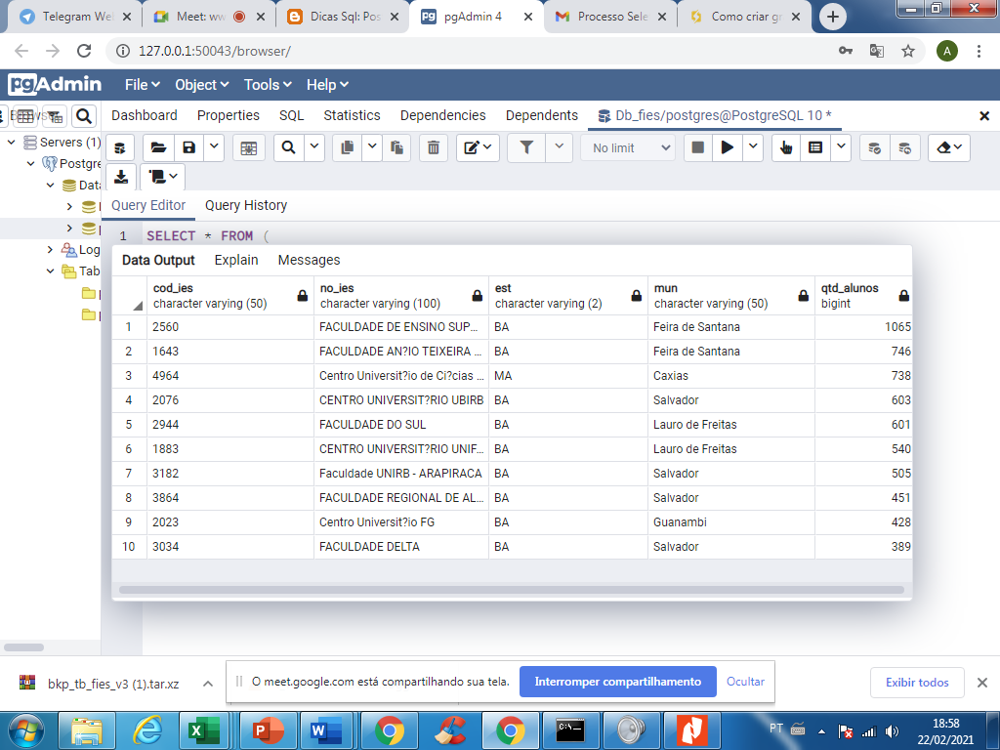 Telegram Web
Meet: ww
Dicas Sql: Pos
pgAdmin 4
Processo Sele
Como criar gr
127.0.0.1:50043/browser/
A
pgAdmin
File Object Tools Help
Dashboard Properties SQL Statistics Dependencies Dependents Db_fies/postgres@PostgreSQL 10 *
Servers (1)
Postgre
Data
Log
Tab
No limit
Query Editor Query History
1 SELECT * FROM (
Data Output Explain Messages
cod_ies no_ies est mun qtd_alunos
character varying (50) character varying (100) character varying (2) character varying (50) bigint
1 2560 FACULDADE DE ENSINO SUP... BA Feira de Santana 1065
2 1643 FACULDADE AN?IO TEIXEIRA ... BA Feira de Santana 746
3 4964 Centro Universit?io de Ci?cias ... MA Caxias 738
4 2076 CENTRO UNIVERSIT?RIO UBIRB BA Salvador 603
5 2944 FACULDADE DO SUL BA Lauro de Freitas 601
6 1883 CENTRO UNIVERSIT?RIO UNIF... BA Lauro de Freitas 540
7 3182 Faculdade UNIRB - ARAPIRACA BA Salvador 505
8 3864 FACULDADE REGIONAL DE AL... BA Salvador 451
9 2023 Centro Universit?io FG BA Guanambi 428
10 3034 FACULDADE DELTA BA Salvador 389
bkp_tb_fies_v3 (1).tar.xz
O meet.google.com está compartilhando sua tela. Interromper compartilhamento Ocultar
Exibir todos
PT
18:58
22/02/2021